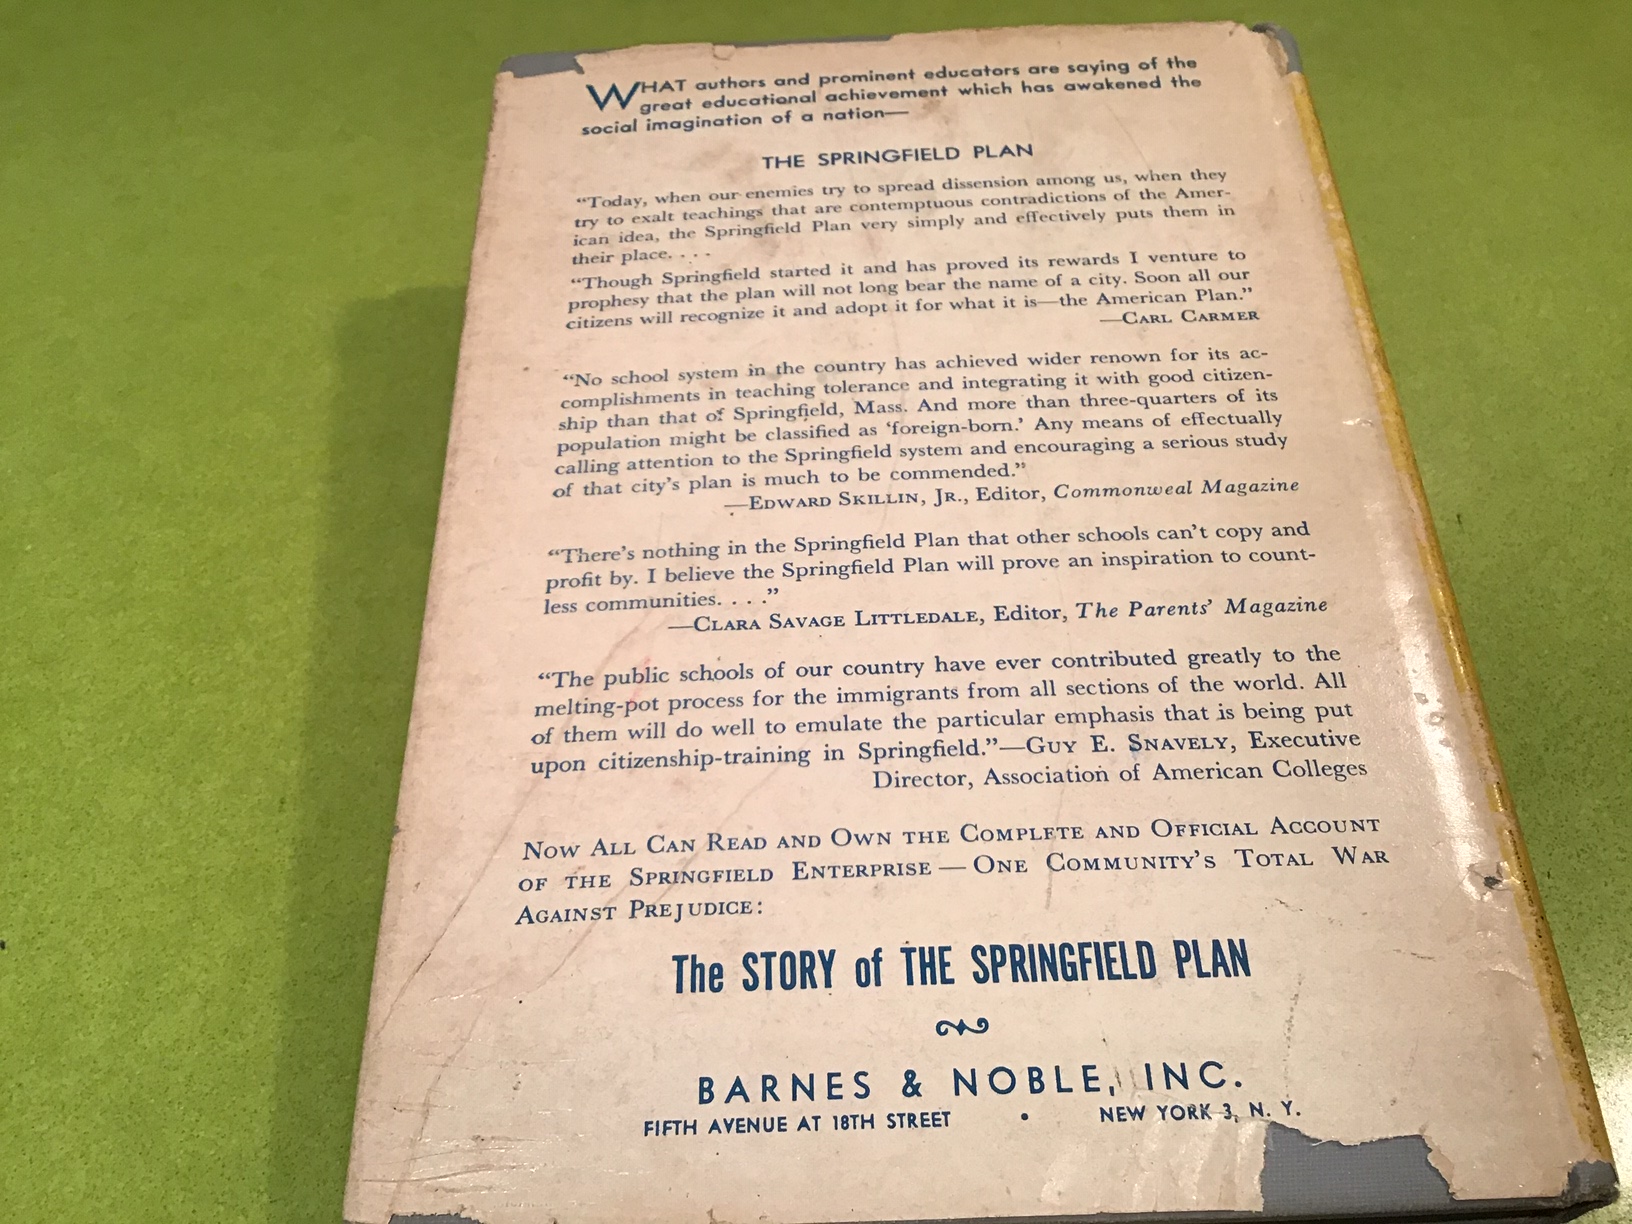 WHAT authors and prominent educators are saying of the
great educational achievement which has awakened the
social imagination of a nation—
THE SPRINGFIELD PLAN
“Today, when our enemies try to spread dissension among us, when they
try to exalt teachings that are contemptuous contradictions of the Amer-
ican idea, the Springfield Plan very simply and effectively puts them in
their place. . . .
“Though Springfield started it and has proved its rewards I venture to
prophesy that the plan will not long bear the name of a city. Soon all our
citizens will recognize it and adopt it for what it is—the American Plan.”
—CARL CARMER
“No school system in the country has achieved wider renown for its ac-
complishments in teaching tolerance and integrating it with good citizen-
ship than that of Springfield, Mass. And more than three-quarters of its
population might be classified as ‘foreign-born.’ Any means of effectually
calling attention to the Springfield system and encouraging a serious study
of that city’s plan is much to be commended.”
—EDWARD SKILLIN, JR., Editor, Commonweal Magazine
“There’s nothing in the Springfield Plan that other schools can’t copy and
profit by. I believe the Springfield Plan will prove an inspiration to count-
less communities. . . .”
—CLARA SAVAGE LITTLEDALE, Editor, The Parents’ Magazine
“The public schools of our country have ever contributed greatly to the
melting-pot process for the immigrants from all sections of the world. All
of them will do well to emulate the particular emphasis that is being put
upon citizenship-training in Springfield.”—GUY E. SNAVELY, Executive
Director, Association of American Colleges
NOW ALL CAN READ AND OWN THE COMPLETE AND OFFICIAL ACCOUNT
OF THE SPRINGFIELD ENTERPRISE — ONE COMMUNITY’S TOTAL WAR
AGAINST PREJUDICE:
The STORY of THE SPRINGFIELD PLAN
BARNES & NOBLE, INC.
FIFTH AVENUE AT 18TH STREET • NEW YORK 3, N. Y.